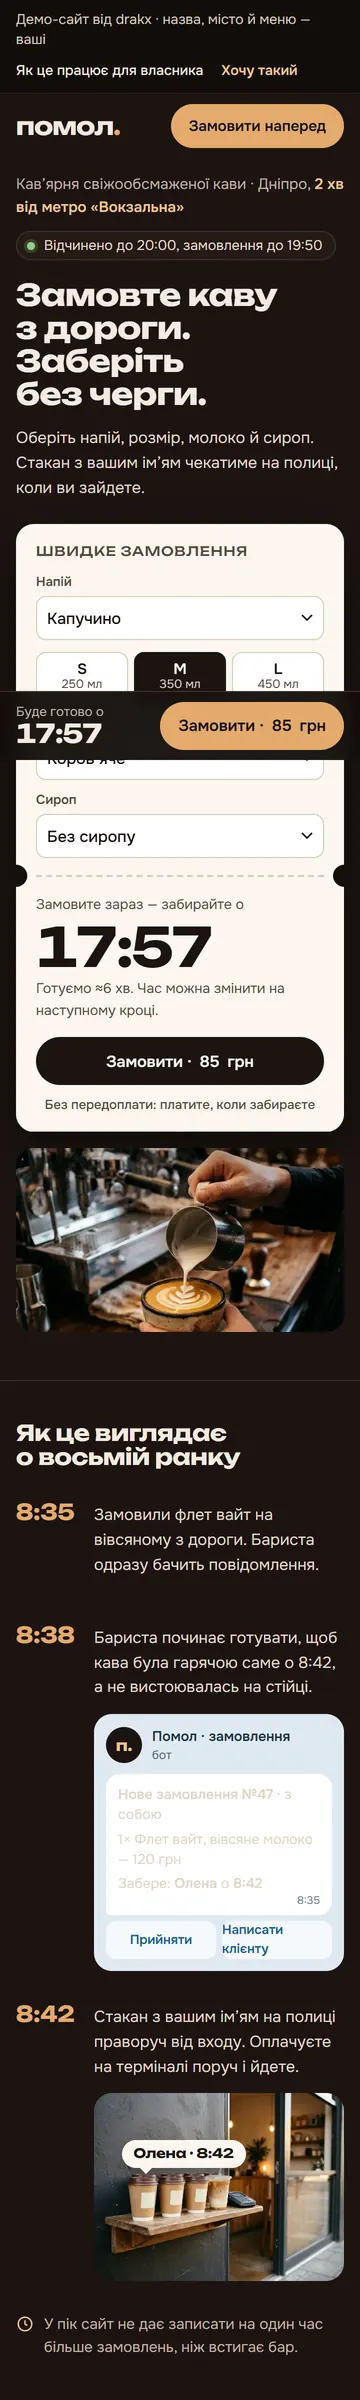 Демо-сайт від drakx · назва, місто й меню —
ваші
Як це працює для власника Хочу такий
помол.
Замовити наперед
Кав’ярня свіжообсмаженої кави · Дніпро, 2 хв
від метро «Вокзальна»
Відчинено до 20:00, замовлення до 19:50
Замовте каву
з дороги.
Заберіть
без черги.
Оберіть напій, розмір, молоко й сироп.
Стакан з вашим ім’ям чекатиме на полиці,
коли ви зайдете.
ШВИДКЕ ЗАМОВЛЕННЯ
Напій
Капучино
S M L
250 мл 350 мл 450 мл
Буде готово о
17:57
Замовити · 85 грн
Коров’яче
Сироп
Без сиропу
Замовте зараз — забирайте о
17:57
Готуємо ≈6 хв. Час можна змінити на
наступному кроці.
Замовити · 85 грн
Без передоплати: платите, коли забираєте
Як це виглядає
о восьмій ранку
8:35
Замовили флет вайт на
вівсяному з дороги. Бариста
одразу бачить повідомлення.
8:38
Бариста починає готувати, щоб
кава була гарячою саме о 8:42,
а не вистоювалась на стійці.
п.
Помол · замовлення
бот
Нове замовлення №47 · з
собою
1× Флет вайт, вівсяне молоко
— 120 грн
Забере: Олена о 8:42
8:35
Прийняти
Написати
клієнту
8:42
Стакан з вашим ім’ям на полиці
праворуч від входу. Оплачуєте
на терміналі поруч і йдете.
Олена · 8:42
У пік сайт не дає записати на один час
більше замовлень, ніж встигає бар.